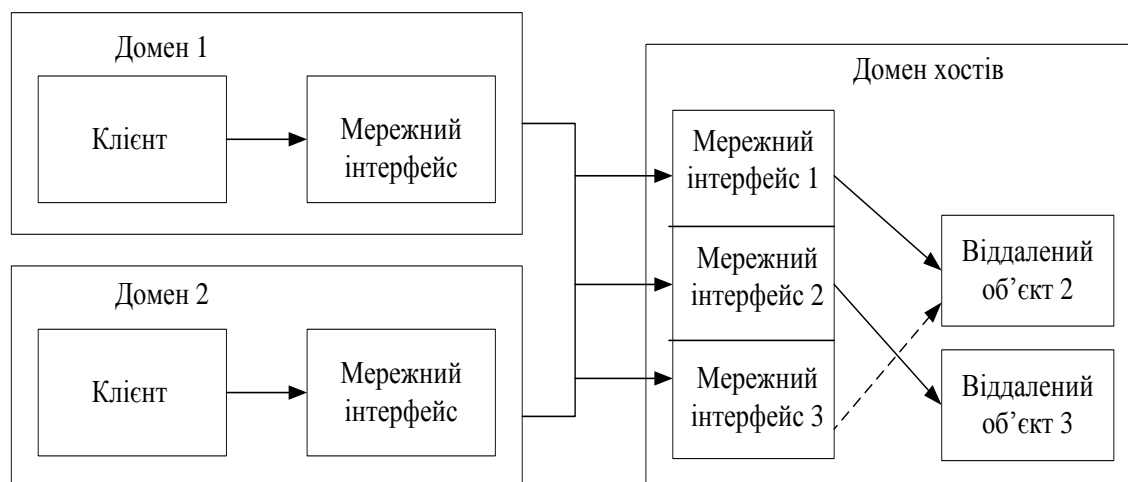 Домен 1
Клієнт
Мережний
інтерфейс
Домен 2
Клієнт
Мережний
інтерфейс
Домен хостів
Мережний
інтерфейс 1
Мережний
інтерфейс 2
Мережний
інтерфейс 3
Віддалений
об’єкт 2
Віддалений
об’єкт 3